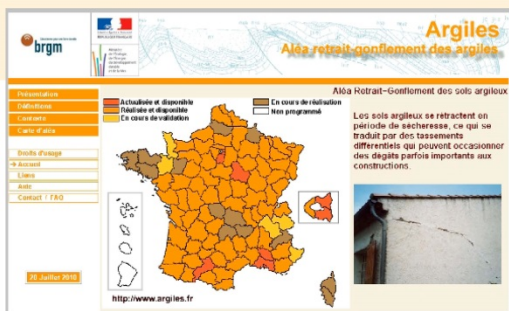 Argiles
Aléa retrait-gonflement des argiles
brgm
Aléa Retrait-Gonflement des sols argileux
Présentation
Définitions
Contexte
Carte d'aléa
Droits d'usage
Accueil
Liens
Aide
Contact / FAQ
20 Juillet 2010
Actualisée et disponible
Réalisée et disponible
En cours de validation
En cours de réalisation
Non programmé
http://www.argiles.fr
Les sols argileux se rétractent en
période de sécheresse, ce qui se
traduit par des tassements
différentiels qui peuvent occasionner
des dégâts parfois importants aux
constructions.